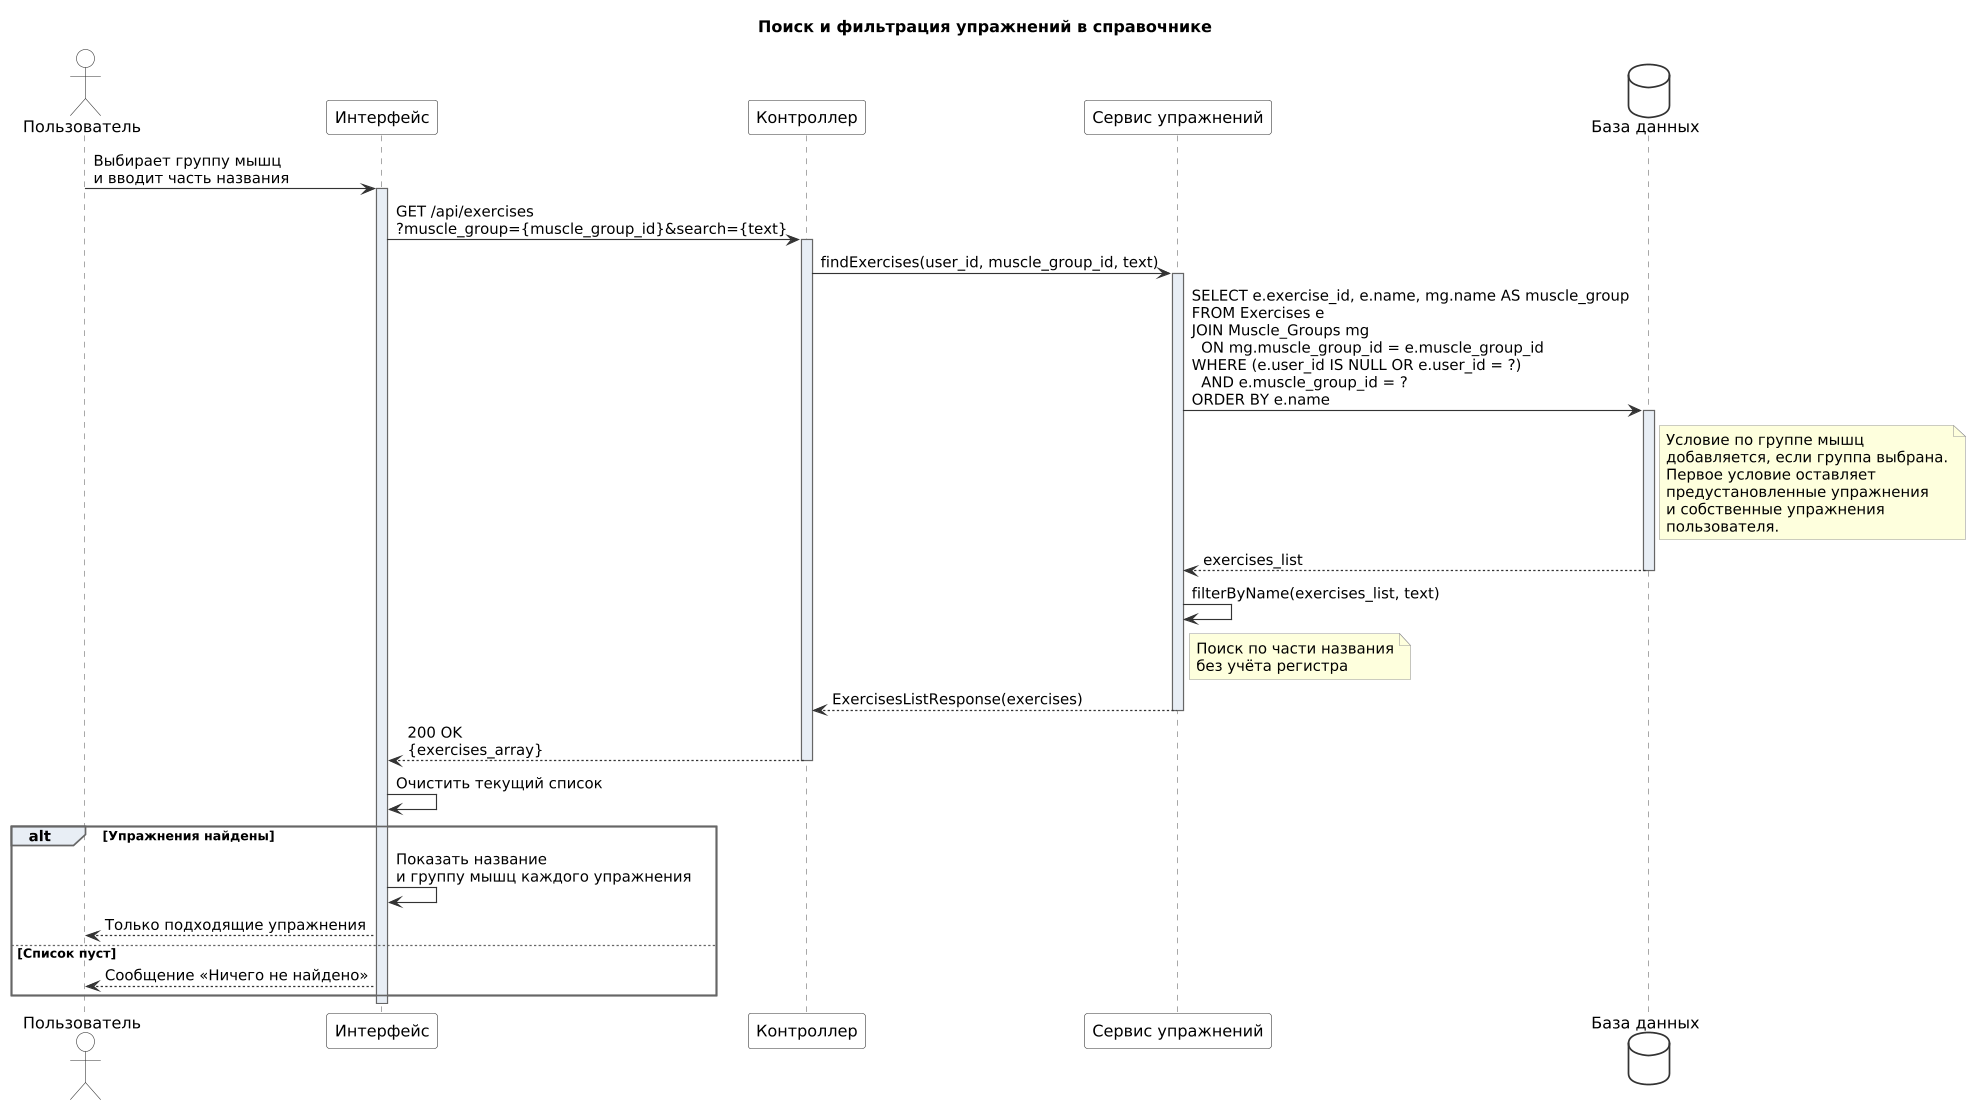 Поиск и фильтрация упражнений в справочнике
Пользователь
Интерфейс
Контроллер
Сервис упражнений
База данных
Выбирает группу мышц
и вводит часть названия
GET /api/exercises
?muscle_group={muscle_group_id}&search={text}
findExercises(user_id, muscle_group_id, text)
SELECT e.exercise_id, e.name, mg.name AS muscle_group
FROM Exercises e
JOIN Muscle_Groups mg
ON mg.muscle_group_id = e.muscle_group_id
WHERE (e.user_id IS NULL OR e.user_id = ?)
AND e.muscle_group_id = ?
ORDER BY e.name
Условие по группе мышц
добавляется, если группа выбрана.
Первое условие оставляет
предустановленные упражнения
и собственные упражнения
пользователя.
exercises_list
filterByName(exercises_list, text)
Поиск по части названия
без учёта регистра
ExercisesListResponse(exercises)
200 OK
{exercises_array}
Очистить текущий список
alt
[Упражнения найдены]
Показать название
и группу мышц каждого упражнения
Только подходящие упражнения
[Список пуст]
Сообщение «Ничего не найдено»
Пользователь
Интерфейс
Контроллер
Сервис упражнений
База данных